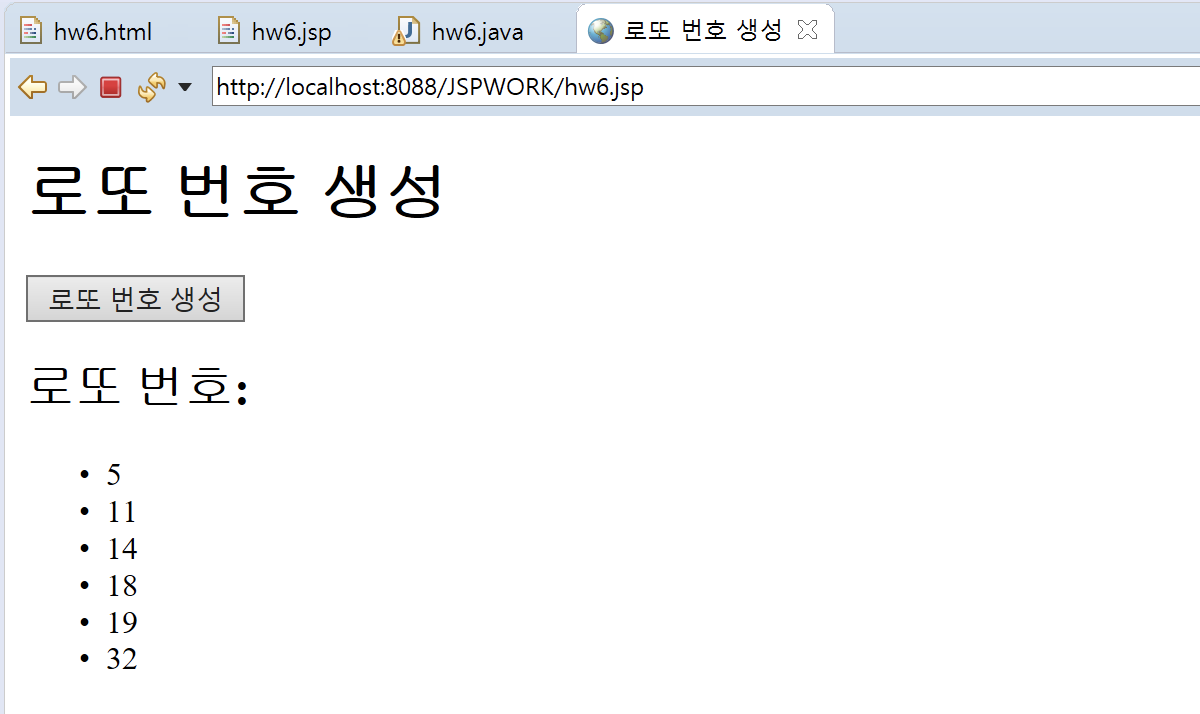 hw6.html hw6.jsp hw6.java 로또 번호 생성
http://localhost:8088/JSPWORK/hw6.jsp
로또 번호 생성
로또 번호 생성
로또 번호:
• 5
• 11
• 14
• 18
• 19
• 32